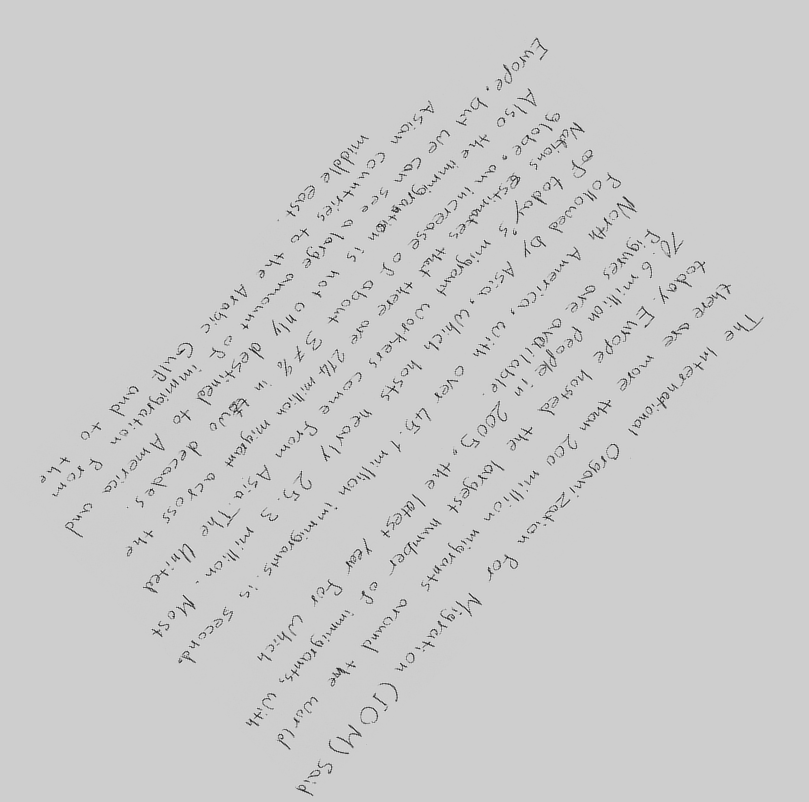 The International Organization for Migration (IOM) said
there are more than 200 million migrants around the world
today. Europe hosted the largest number of immigrants, with
70.6 million people in 2005, the latest year for which
figures are available.
North America, with over 45.1 million immigrants. is second.
followed by Asia, which hosts nearly 25.3 million. Most
of today's migrant workers come from Asia. The United
Nations estimates that there are 214 million migrant across the
globe, an increase of about 37% in two decades.
Also the immigration is not only destined to America and
Europe, but we can see a large amount of immigration from
Asian countries to the Arabic Gulf and to the
middle east.